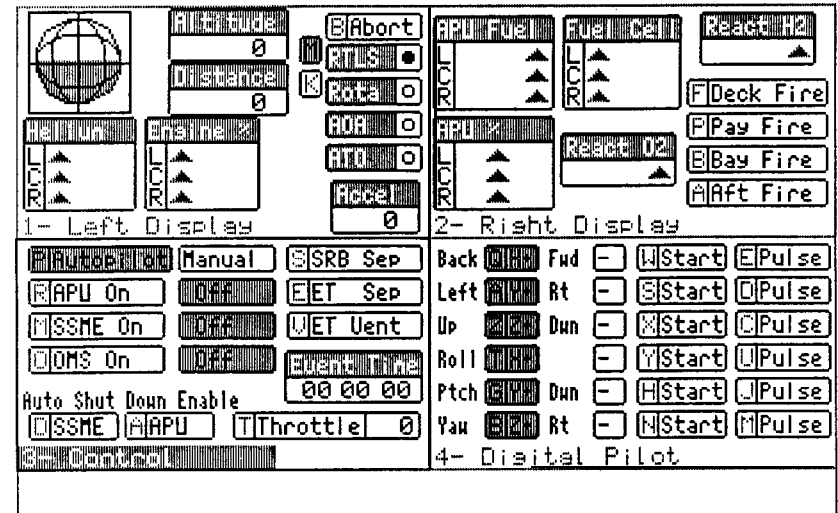 Altitude
0
Distance
0
B Abort
M RTLS
K Rota
AOA
ATO
Accel
0
Helium
L
C
R
Engine %
L
C
R
1- Left Display
APU Fuel
L
C
R
Fuel Cell
L
C
R
React H2
APU %
L
C
R
React O2
F Deck Fire
P Pay Fire
B Bay Fire
A Aft Fire
2- Right Display
P Autopilot Manual S SRB Sep
R APU On Off E ET Sep
M SSME On Off V ET Vent
O OMS On Off
Event Time
00 00 00
Auto Shut Down Enable
SSME A APU T Throttle 0
3- Control
Back Q X+ Fwd - W Start E Pulse
Left A Y+ Rt - S Start D Pulse
Up Z Z+ Dwn - X Start C Pulse
Roll T X+ - Y Start U Pulse
Ptch G Y+ Dwn - H Start J Pulse
Yaw B Z+ Rt - N Start M Pulse
4- Digital Pilot